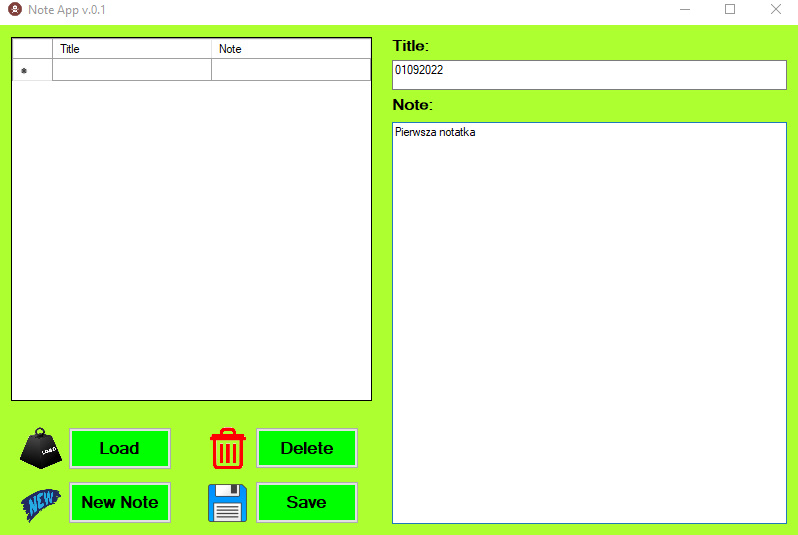 Note App v.0.1
Title Note
Title:
01092022
Note:
Pierwsza notatka
LOAD
Load
Delete
NEW
New Note
Save